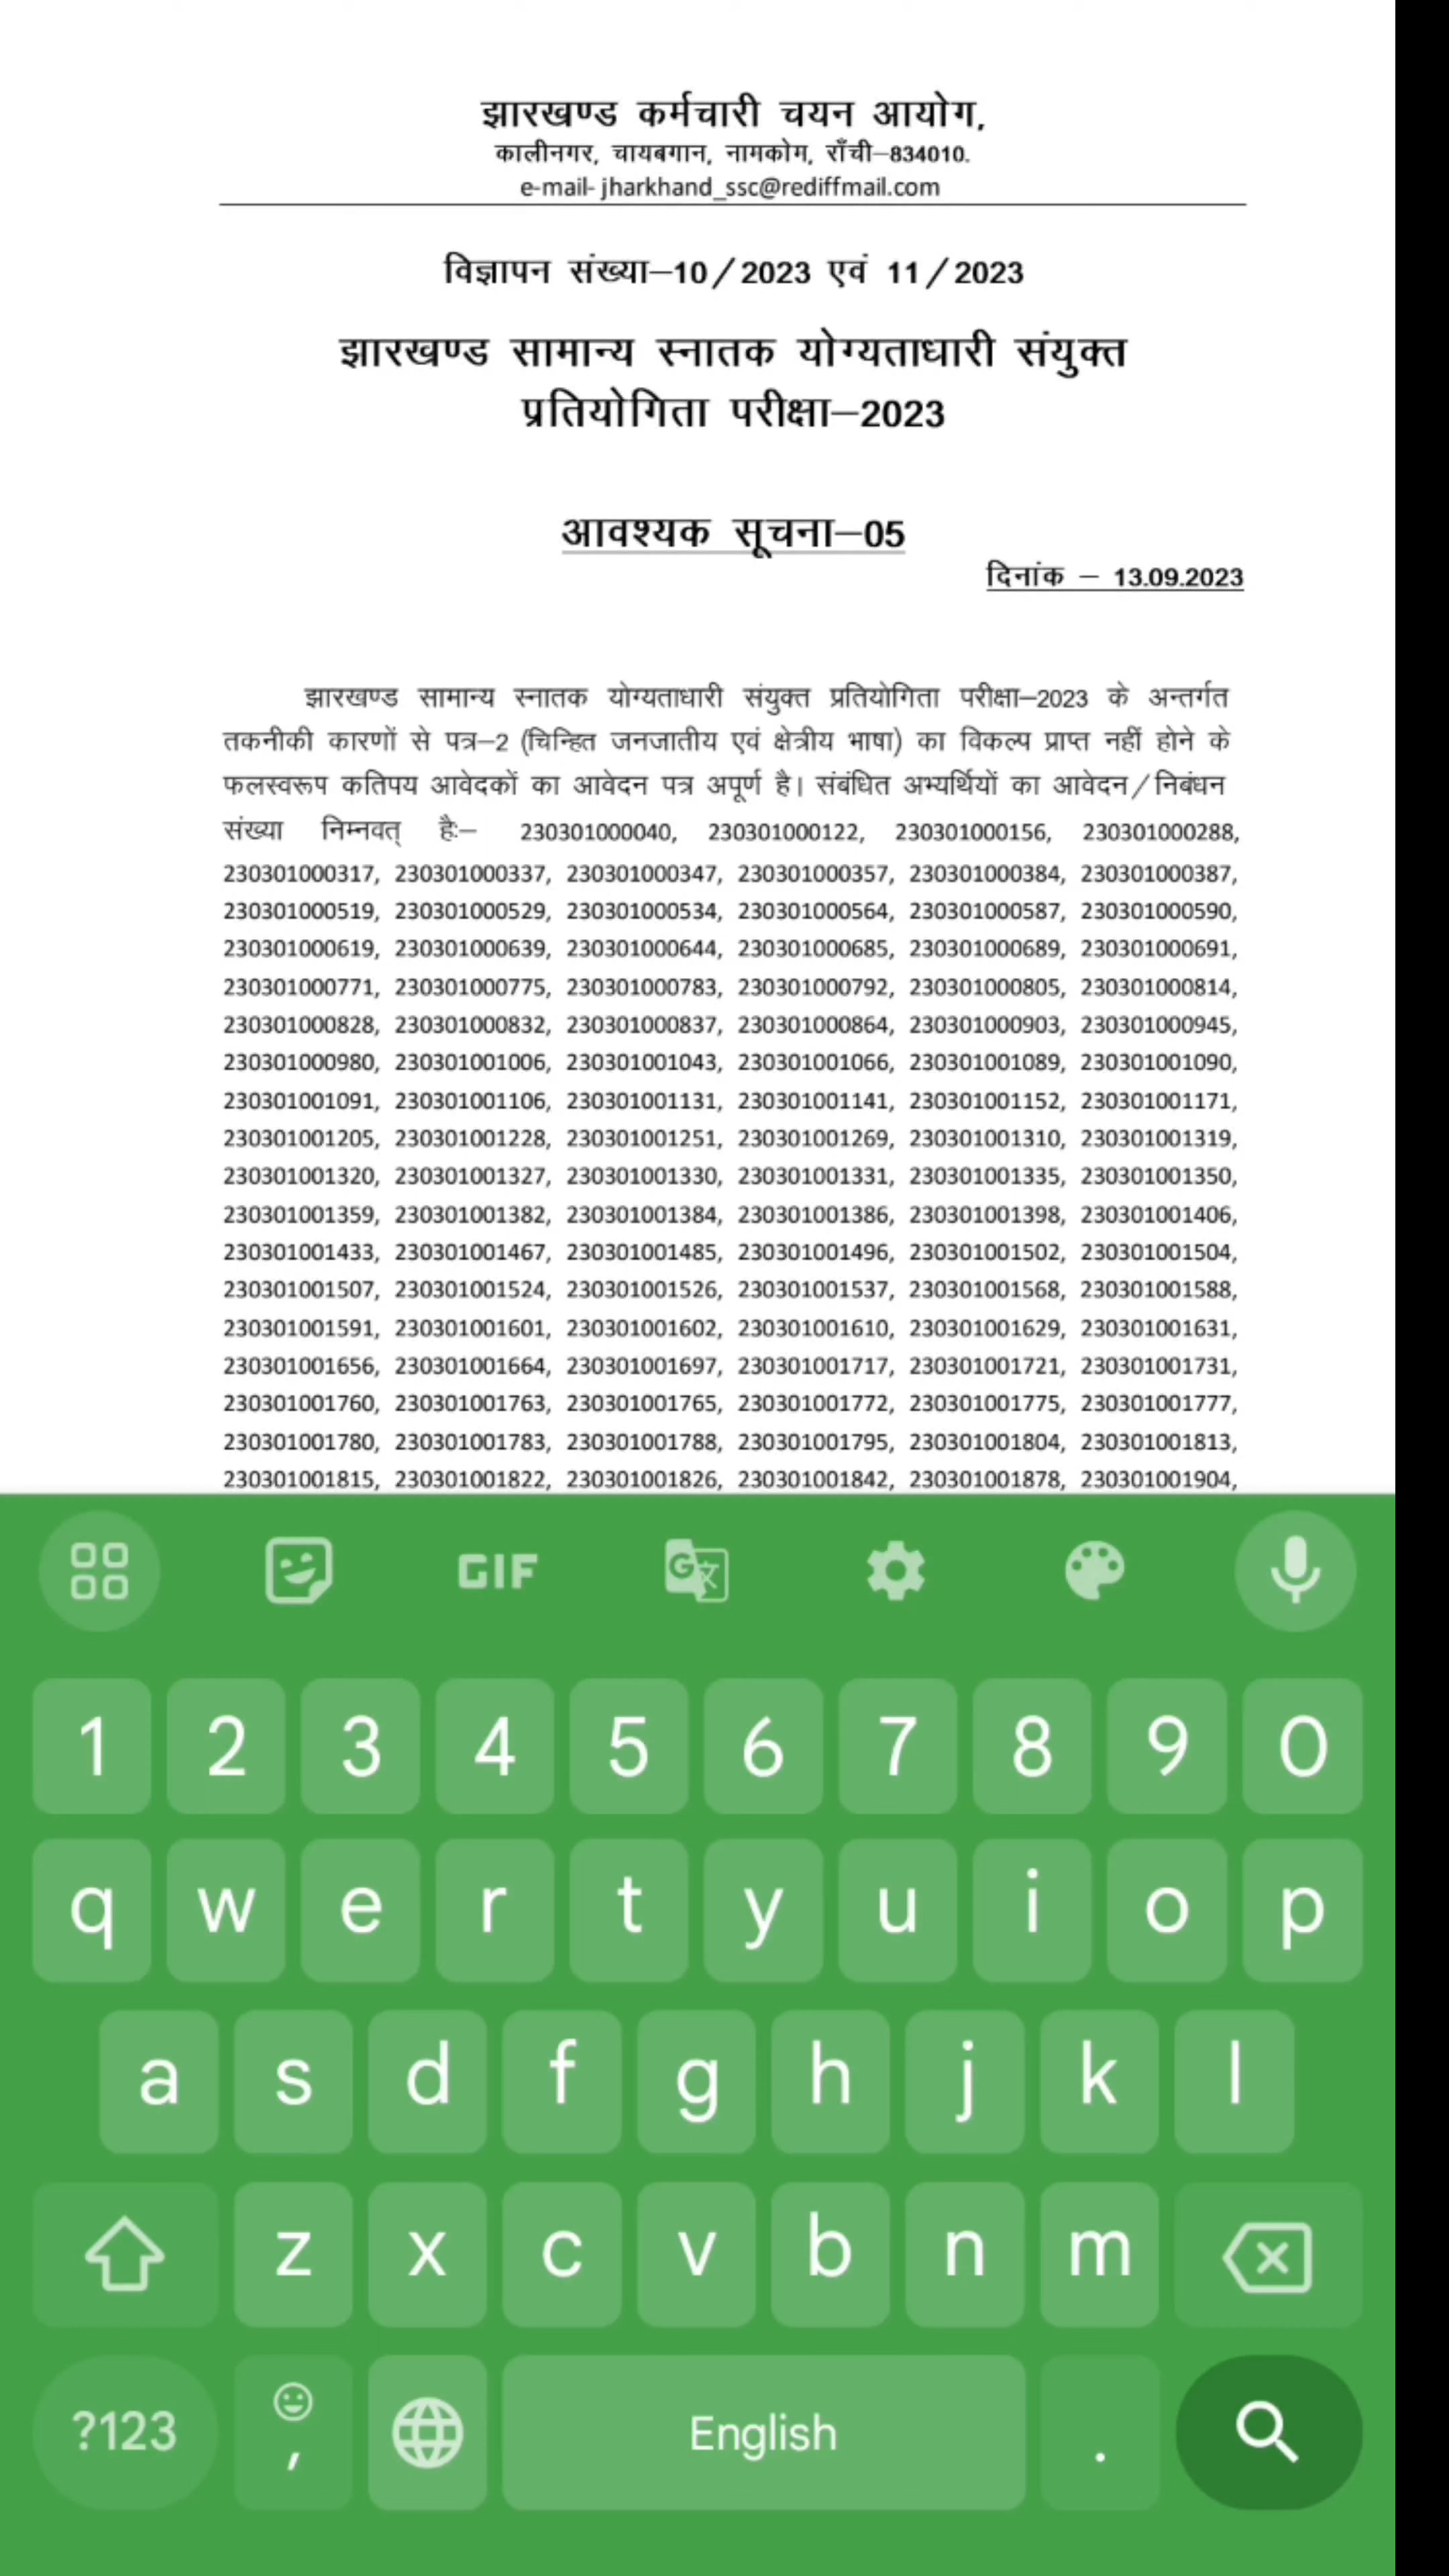 झारखण्ड कर्मचारी चयन आयोग,
कालीनगर, चायबगान, नामकोम, राँची–834010.
e-mail- jharkhand_ssc@rediffmail.com
विज्ञापन संख्या–10/2023 एवं 11/2023
झारखण्ड सामान्य स्नातक योग्यताधारी संयुक्त
प्रतियोगिता परीक्षा–2023
आवश्यक सूचना–05
दिनांक – 13.09.2023
झारखण्ड सामान्य स्नातक योग्यताधारी संयुक्त प्रतियोगिता परीक्षा–2023 के अन्तर्गत
तकनीकी कारणों से पत्र–2 (चिन्हित जनजातीय एवं क्षेत्रीय भाषा) का विकल्प प्राप्त नहीं होने के
फलस्वरूप कतिपय आवेदकों का आवेदन पत्र अपूर्ण है। संबंधित अभ्यर्थियों का आवेदन/निबंधन
संख्या निम्नवत् है:– 230301000040, 230301000122, 230301000156, 230301000288,
230301000317, 230301000337, 230301000347, 230301000357, 230301000384, 230301000387,
230301000519, 230301000529, 230301000534, 230301000564, 230301000587, 230301000590,
230301000619, 230301000639, 230301000644, 230301000685, 230301000689, 230301000691,
230301000771, 230301000775, 230301000783, 230301000792, 230301000805, 230301000814,
230301000828, 230301000832, 230301000837, 230301000864, 230301000903, 230301000945,
230301000980, 230301001006, 230301001043, 230301001066, 230301001089, 230301001090,
230301001091, 230301001106, 230301001131, 230301001141, 230301001152, 230301001171,
230301001205, 230301001228, 230301001251, 230301001269, 230301001310, 230301001319,
230301001320, 230301001327, 230301001330, 230301001331, 230301001335, 230301001350,
230301001359, 230301001382, 230301001384, 230301001386, 230301001398, 230301001406,
230301001433, 230301001467, 230301001485, 230301001496, 230301001502, 230301001504,
230301001507, 230301001524, 230301001526, 230301001537, 230301001568, 230301001588,
230301001591, 230301001601, 230301001602, 230301001610, 230301001629, 230301001631,
230301001656, 230301001664, 230301001697, 230301001717, 230301001721, 230301001731,
230301001760, 230301001763, 230301001765, 230301001772, 230301001775, 230301001777,
230301001780, 230301001783, 230301001788, 230301001795, 230301001804, 230301001813,
230301001815, 230301001822, 230301001826, 230301001842, 230301001878, 230301001904,
GIF
1 2 3 4 5 6 7 8 9 0
q w e r t y u i o p
a s d f g h j k l
z x c v b n m
?123 , English .